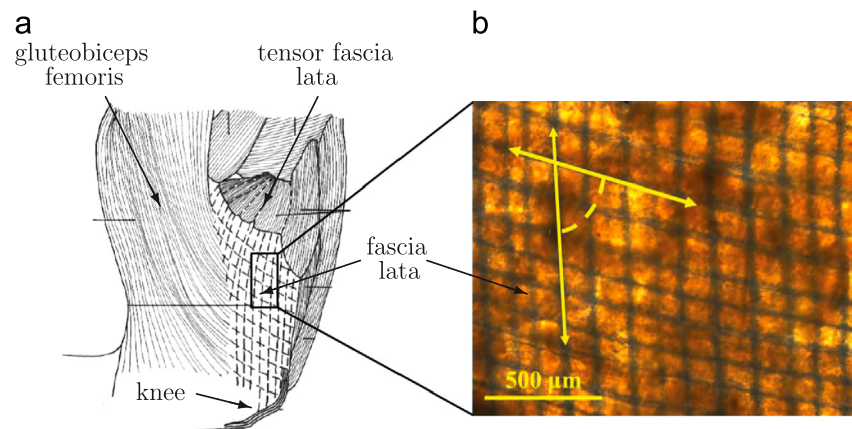 a
gluteobiceps
femoris
tensor fascia
lata
fascia
lata
knee
b
500 µm